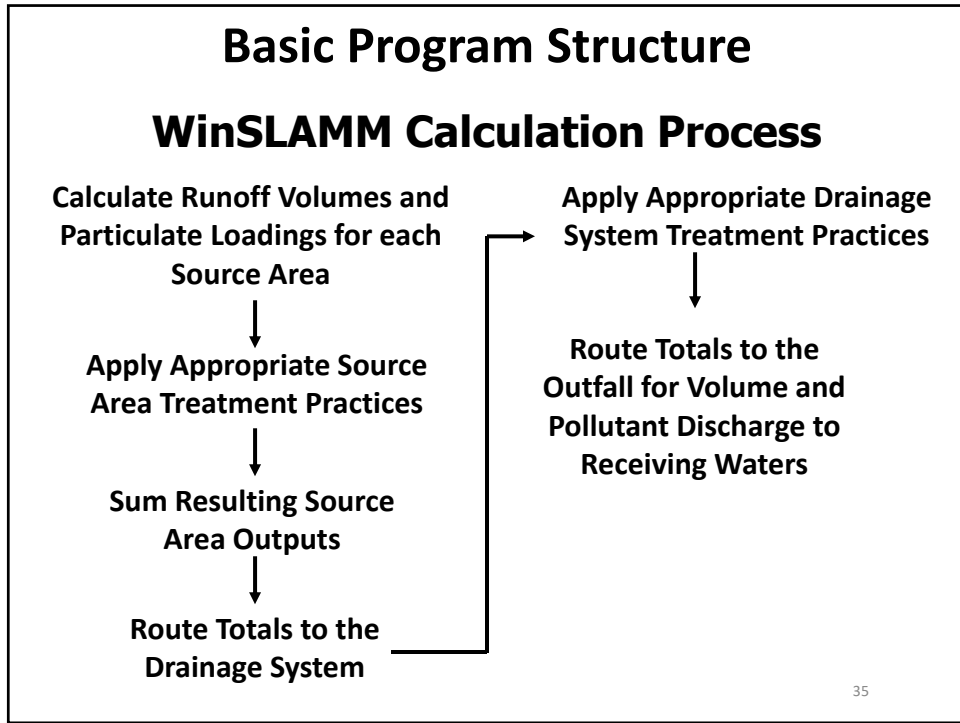 Basic Program Structure
WinSLAMM Calculation Process
Calculate Runoff Volumes and
Particulate Loadings for each
Source Area
Apply Appropriate Source
Area Treatment Practices
Sum Resulting Source
Area Outputs
Route Totals to the
Drainage System
Apply Appropriate Drainage
System Treatment Practices
Route Totals to the
Outfall for Volume and
Pollutant Discharge to
Receiving Waters
35